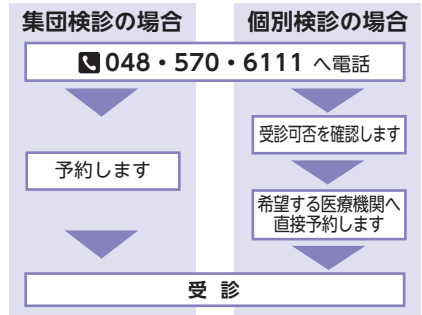 集団検診の場合
個別検診の場合
048・570・6111 へ電話
受診可否を確認します
予約します
希望する医療機関へ
直接予約します
受 診